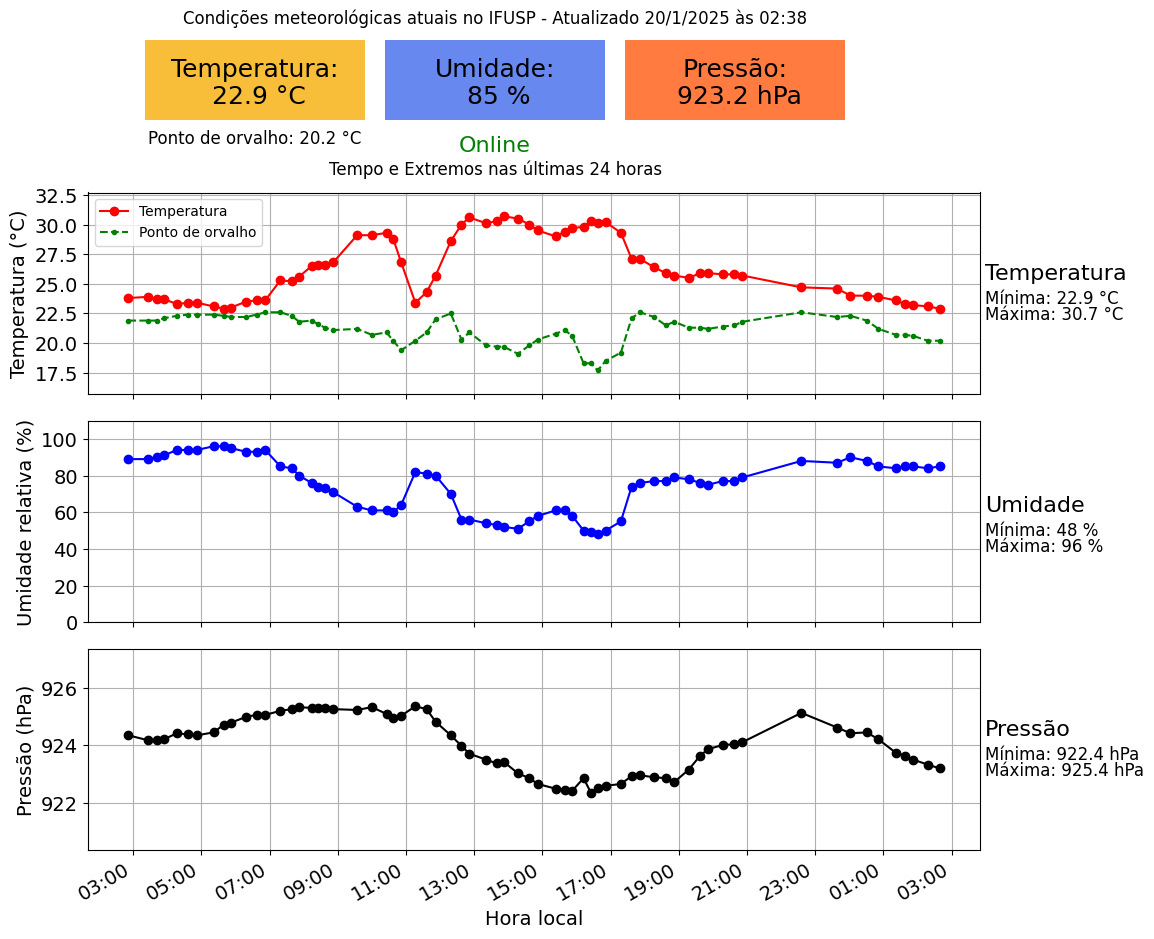 Condições meteorológicas atuais no IFUSP - Atualizado 20/1/2025 às 02:38
Temperatura:
22.9 °C
Umidade:
85 %
Pressão:
923.2 hPa
Ponto de orvalho: 20.2 °C
Online
Tempo e Extremos nas últimas 24 horas
Temperatura (°C)
32.5
30.0
27.5
25.0
22.5
20.0
17.5
Temperatura
Ponto de orvalho
Temperatura
Mínima: 22.9 °C
Máxima: 30.7 °C
Umidade relativa (%)
100
80
60
40
20
0
Umidade
Mínima: 48 %
Máxima: 96 %
Pressão (hPa)
926
924
922
Pressão
Mínima: 922.4 hPa
Máxima: 925.4 hPa
03:00 05:00 07:00 09:00 11:00 13:00 15:00 17:00 19:00 21:00 23:00 01:00 03:00
Hora local